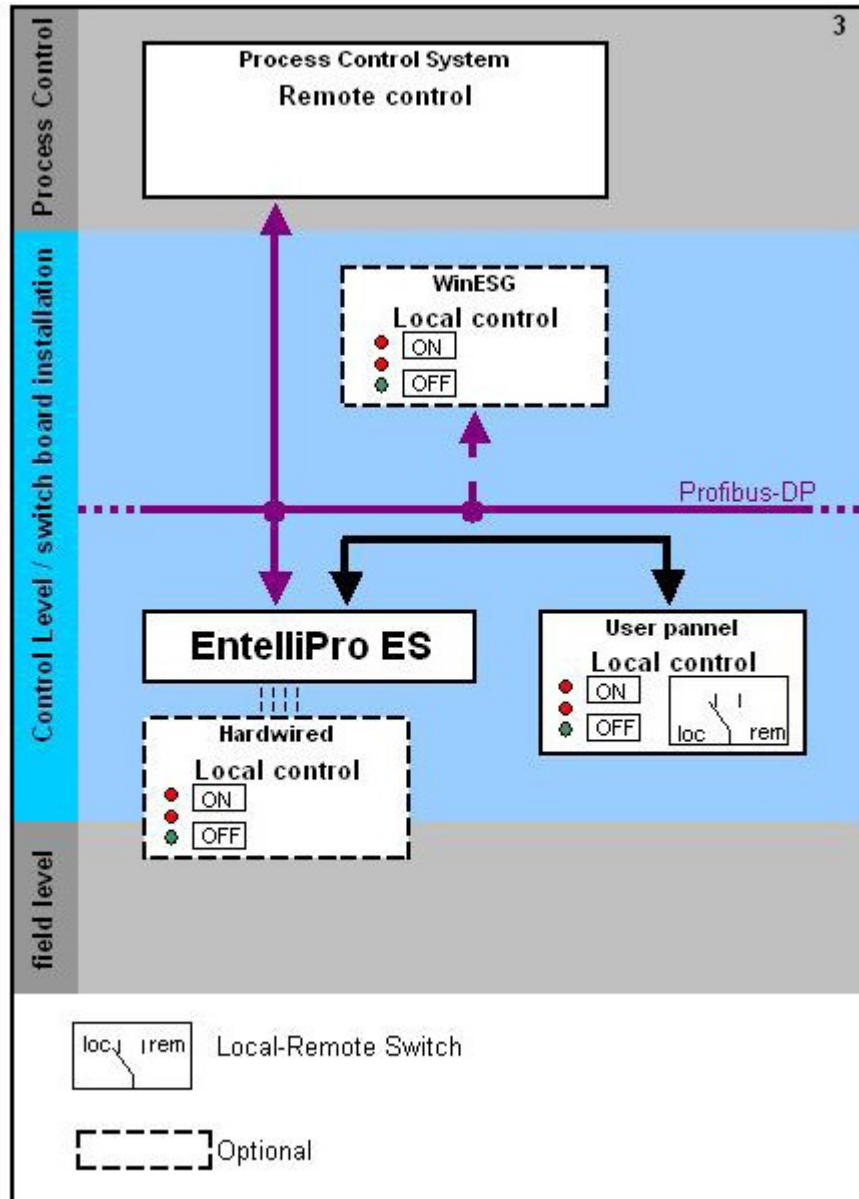 3
Process Control
Process Control System
Remote control
Control Level / switch board installation
WinESG
Local control
ON
OFF
Profibus-DP
EntelliPro ES
User pannel
Local control
ON
OFF
loc rem
Hardwired
Local control
ON
OFF
field level
loc rem
Local-Remote Switch
Optional